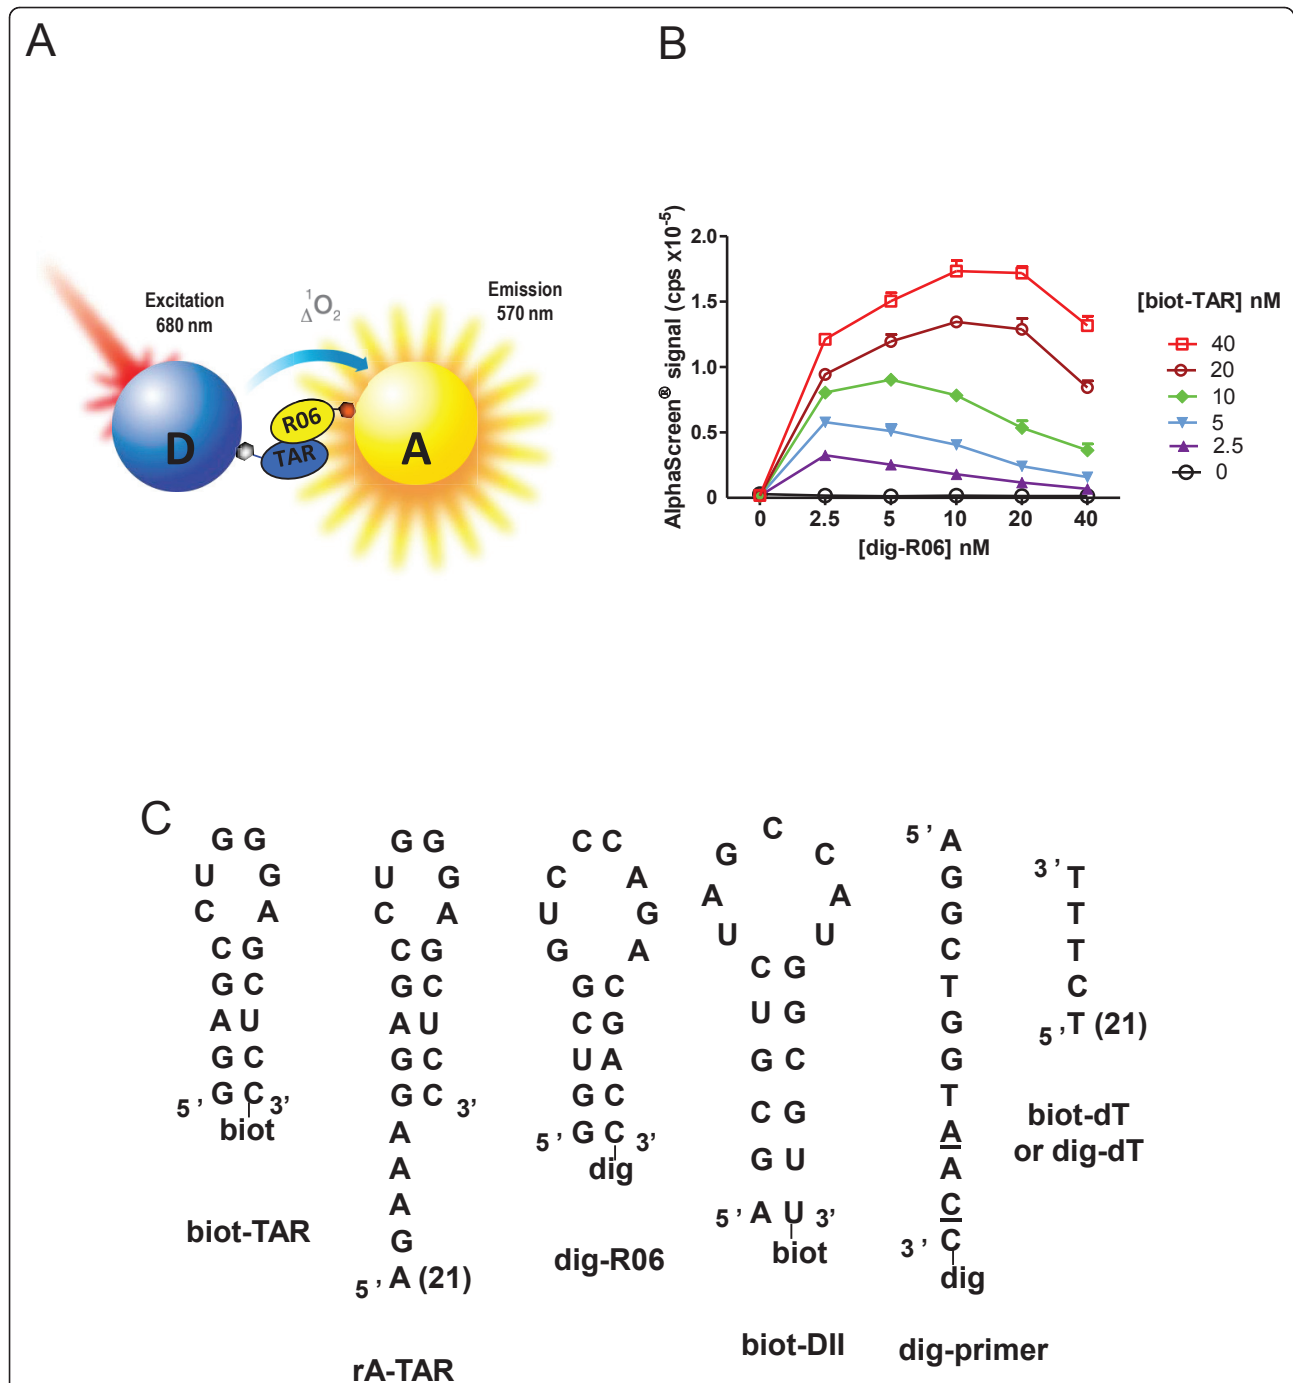 A
Excitation
680 nm
1
ΔO2
Emission
570 nm
D
R06
TAR
A
B
AlphaScreen® signal (cps x10-5)
2.0
1.5
1.0
0.5
0
0 2.5 5 10 20 40
[dig-R06] nM
[biot-TAR] nM
40
20
10
5
2.5
0
C
G G
U G
C A
C G
G C
A U
G C
5' G C 3'
biot
biot-TAR
G G
U G
C A
C G
G C
A U
G C
G C 3'
A
A
A
G
5' A (21)
rA-TAR
C C
C A
U G
G A
G C
C G
U A
G C
5' G C 3'
dig
dig-R06
C
G C
A A
U U
C G
U G
G C
C G
G U
5' A U 3'
biot
biot-DII
5' A
G
G
C
T
G
G
T
A
A
C
3' C
dig
dig-primer
3' T
T
T
C
5' T (21)
biot-dT
or dig-dT